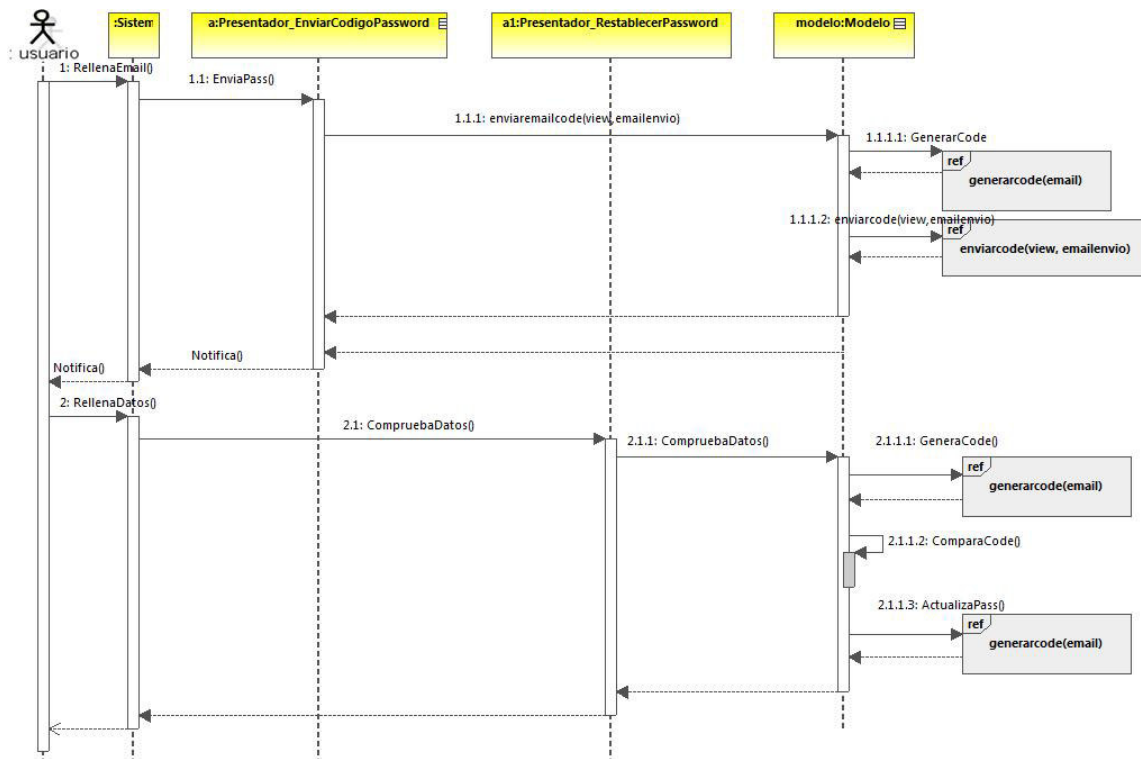 : usuario
:Sistem
a:Presentador_EnviarCodigoPassword
a1:Presentador_RestablecerPassword
modelo:Modelo
1: RellenaEmail()
1.1: EnviaPass()
1.1.1: enviaremailcode(view,emailenvio)
1.1.1.1: GenerarCode
ref
generarcode(email)
1.1.1.2: enviarcode(view,emailenvio)
ref
enviarcode(view, emailenvio)
Notifica()
Notifica()
2: RellenaDatos()
2.1: CompruebaDatos()
2.1.1: CompruebaDatos()
2.1.1.1: GeneraCode()
ref
generarcode(email)
2.1.1.2: ComparaCode()
2.1.1.3: ActualizaPass()
ref
generarcode(email)